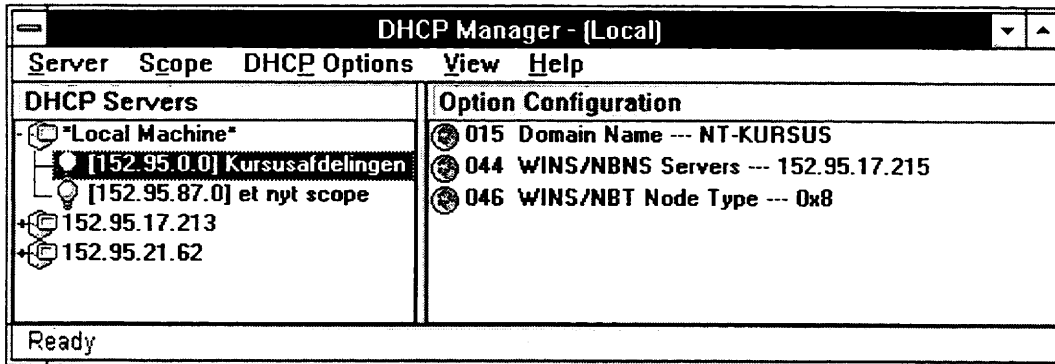 DHCP Manager - (Local)
Server Scope DHCP Options View Help
DHCP Servers
*Local Machine*
[152.95.0.0] Kursusafdelingen
[152.95.87.0] et nyt scope
152.95.17.213
152.95.21.62
Option Configuration
015 Domain Name --- NT-KURSUS
044 WINS/NBNS Servers --- 152.95.17.215
046 WINS/NBT Node Type --- 0x8
Ready